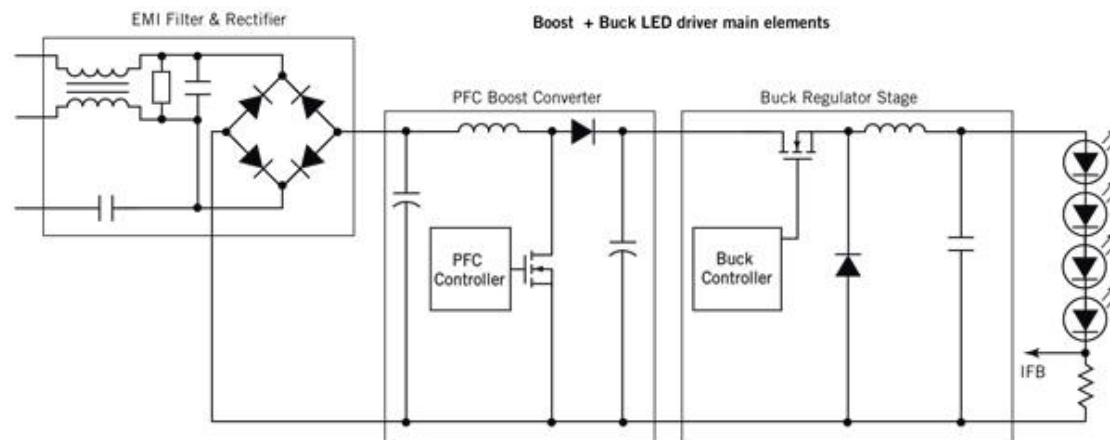 EMI Filter & Rectifier
Boost + Buck LED driver main elements
PFC Boost Converter
Buck Regulator Stage
PFC
Controller
Buck
Controller
IFB